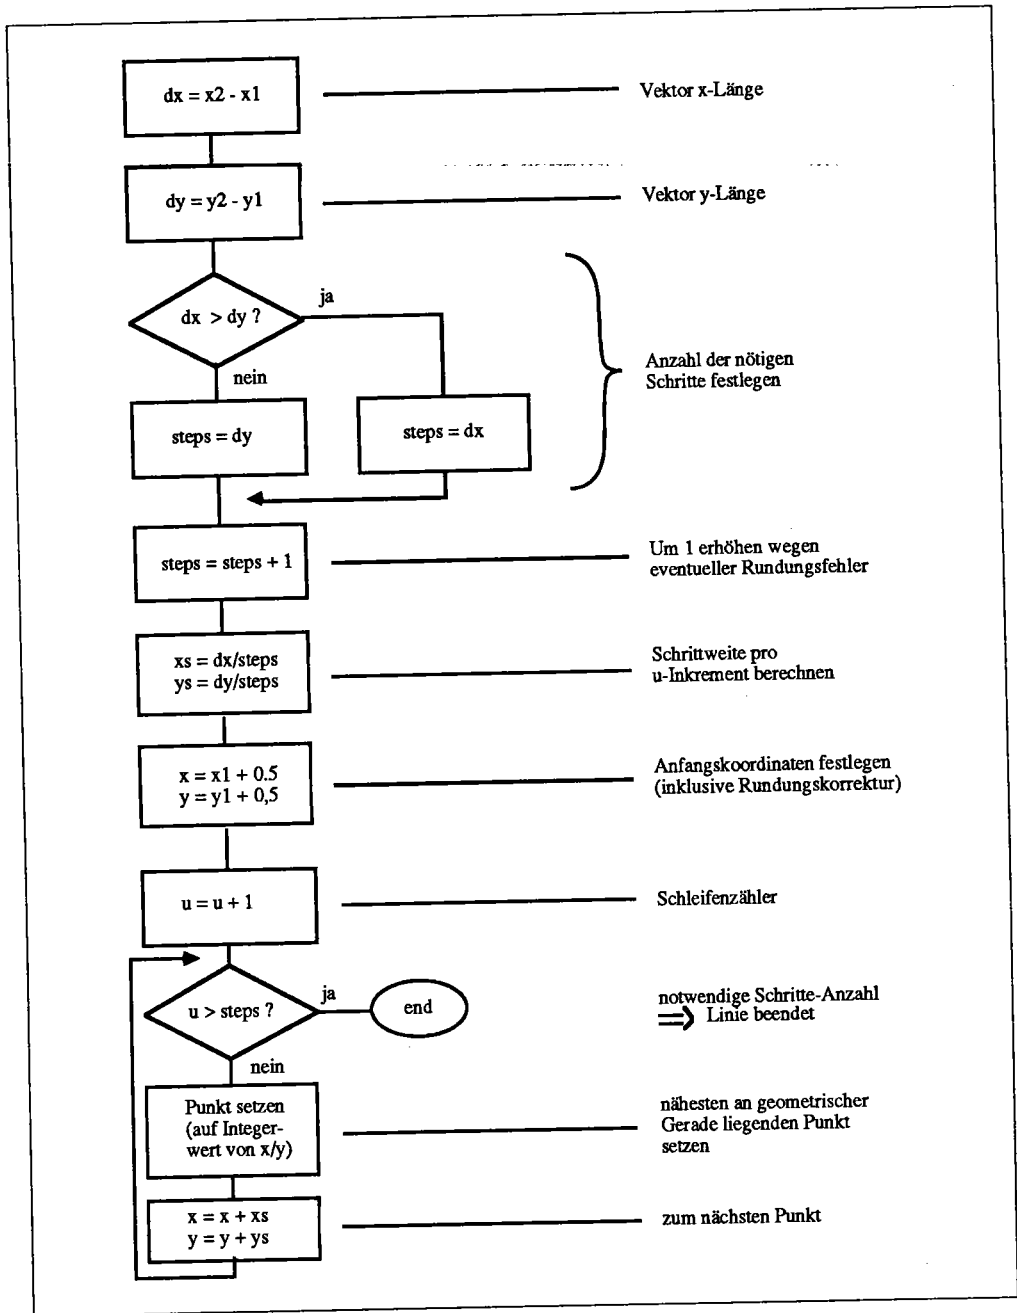 dx = x2 - x1
Vektor x-Länge
dy = y2 - y1
Vektor y-Länge
dx > dy ?
ja
nein
Anzahl der nötigen
Schritte festlegen
steps = dy
steps = dx
steps = steps + 1
Um 1 erhöhen wegen
eventueller Rundungsfehler
xs = dx/steps
ys = dy/steps
Schrittweite pro
u-Inkrement berechnen
x = x1 + 0.5
y = y1 + 0,5
Anfangskoordinaten festlegen
(inklusive Rundungskorrektur)
u = u + 1
Schleifenzähler
u > steps ?
ja
end
nein
notwendige Schritte-Anzahl
⇒ Linie beendet
Punkt setzen
(auf Integer-
wert von x/y)
nähesten an geometrischer
Gerade liegenden Punkt
setzen
x = x + xs
y = y + ys
zum nächsten Punkt